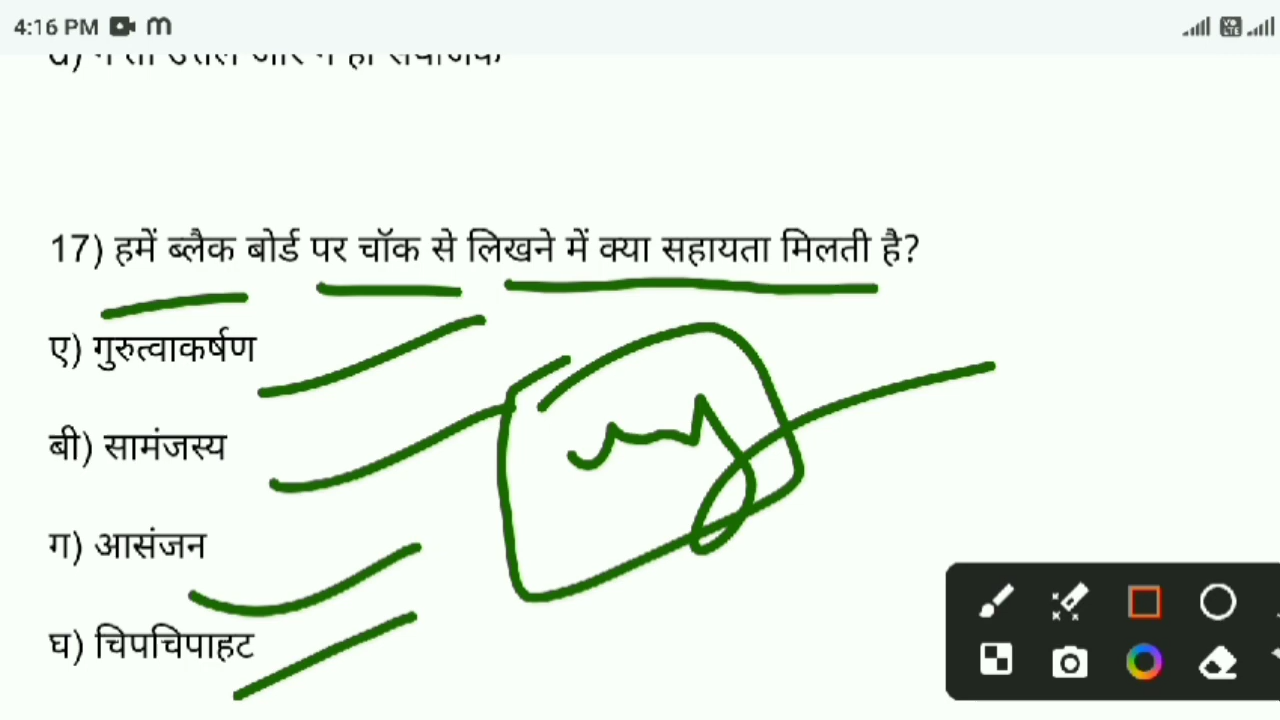 4:16 PM m
17) हमें ब्लैक बोर्ड पर चॉक से लिखने में क्या सहायता मिलती है?
ए) गुरुत्वाकर्षण
बी) सामंजस्य
ग) आसंजन
घ) चिपचिपाहट